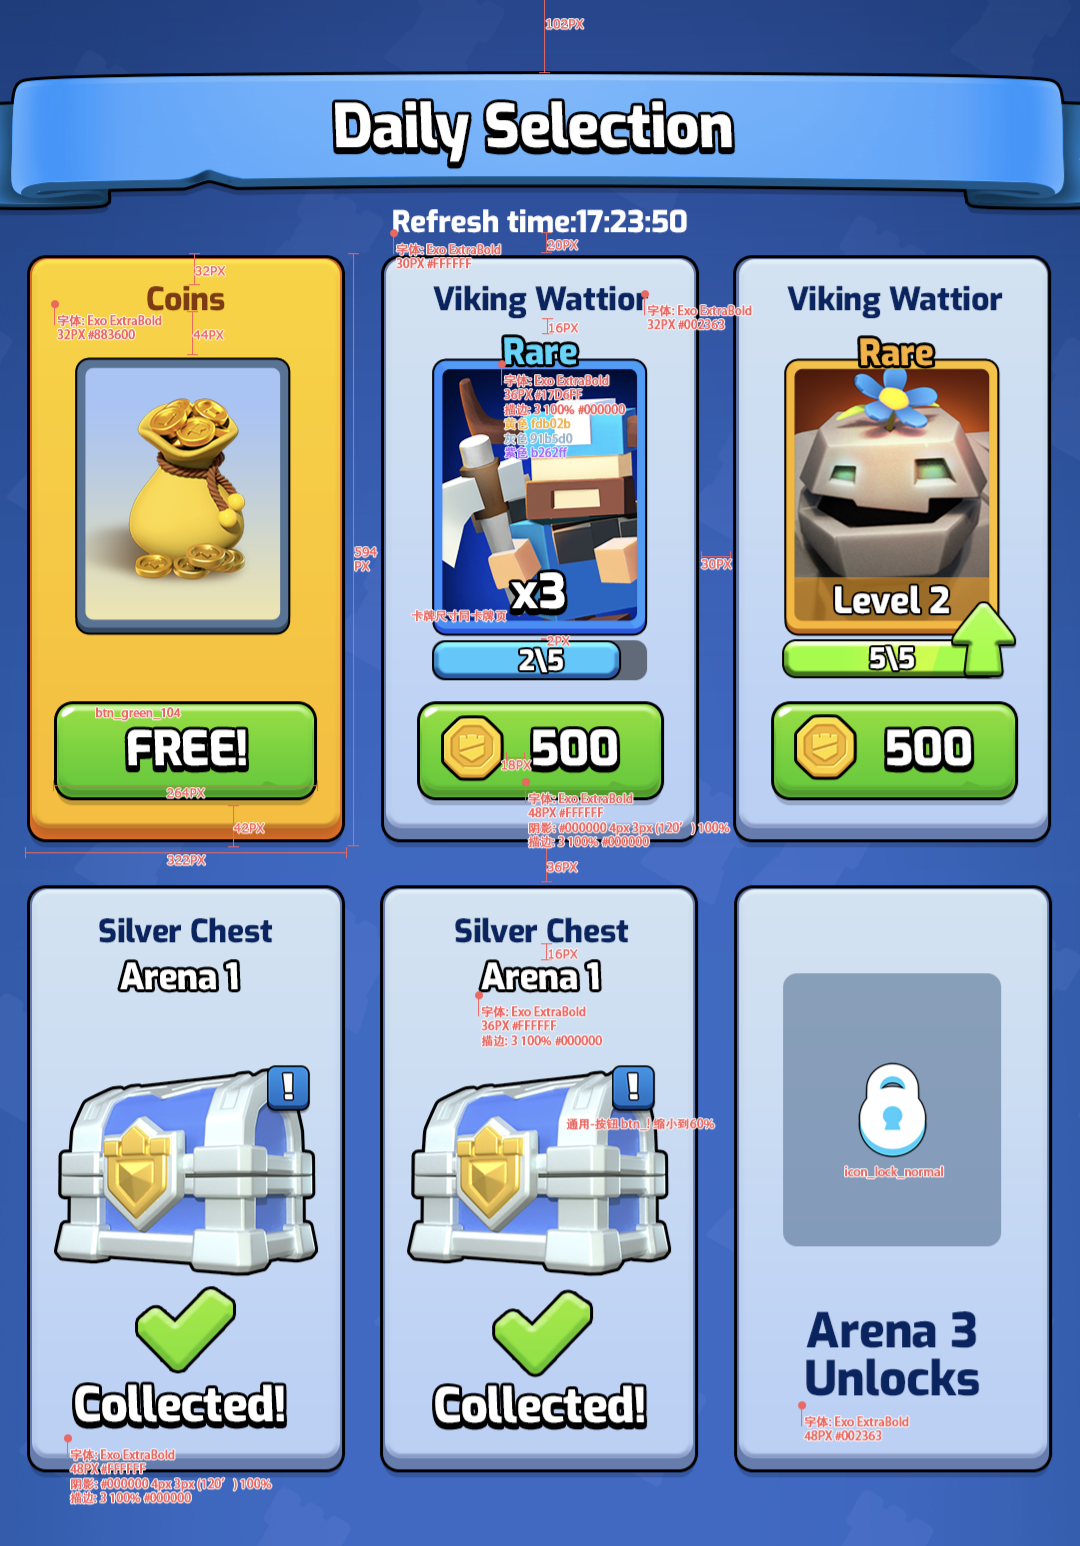 102PX
Daily Selection
Refresh time:17:23:50
字体: Exo ExtraBold
30PX #FFFFFF
20PX
32PX
Coins
字体: Exo ExtraBold
32PX #883600
44PX
Viking Wattior
字体: Exo ExtraBold
32PX #002363
16PX
Rare
字体: Exo ExtraBold
36PX #17D6FF
描边: 3 100% #000000
黄色 fdb02b
灰色 91b5d0
紫色 b262ff
x3
卡牌尺寸同卡牌页
2PX
2\5
594
PX
30PX
Viking Wattior
Rare
Level 2
5\5
btn_green_104
FREE!
264PX
42PX
322PX
500
18PX
字体: Exo ExtraBold
48PX #FFFFFF
阴影: #000000 4px 3px (120′) 100%
描边: 3 100% #000000
500
36PX
Silver Chest
Arena 1
!
Collected!
字体: Exo ExtraBold
48PX #FFFFFF
阴影: #000000 4px 3px (120′) 100%
描边: 3 100% #000000
Silver Chest
16PX
Arena 1
字体: Exo ExtraBold
36PX #FFFFFF
描边: 3 100% #000000
!
通用-按钮 btn_! 缩小到60%
Collected!
icon_lock_normal
Arena 3
Unlocks
字体: Exo ExtraBold
48PX #002363